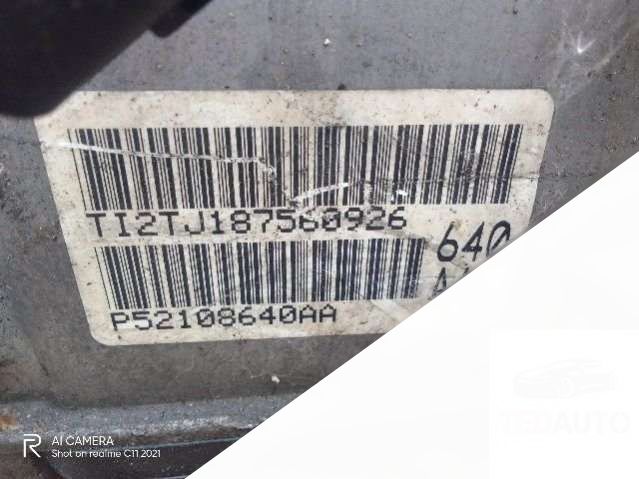 TI2TJ187560926
640
P52108640AA
AI CAMERA
Shot on realme C11 2021
TEDAUTO